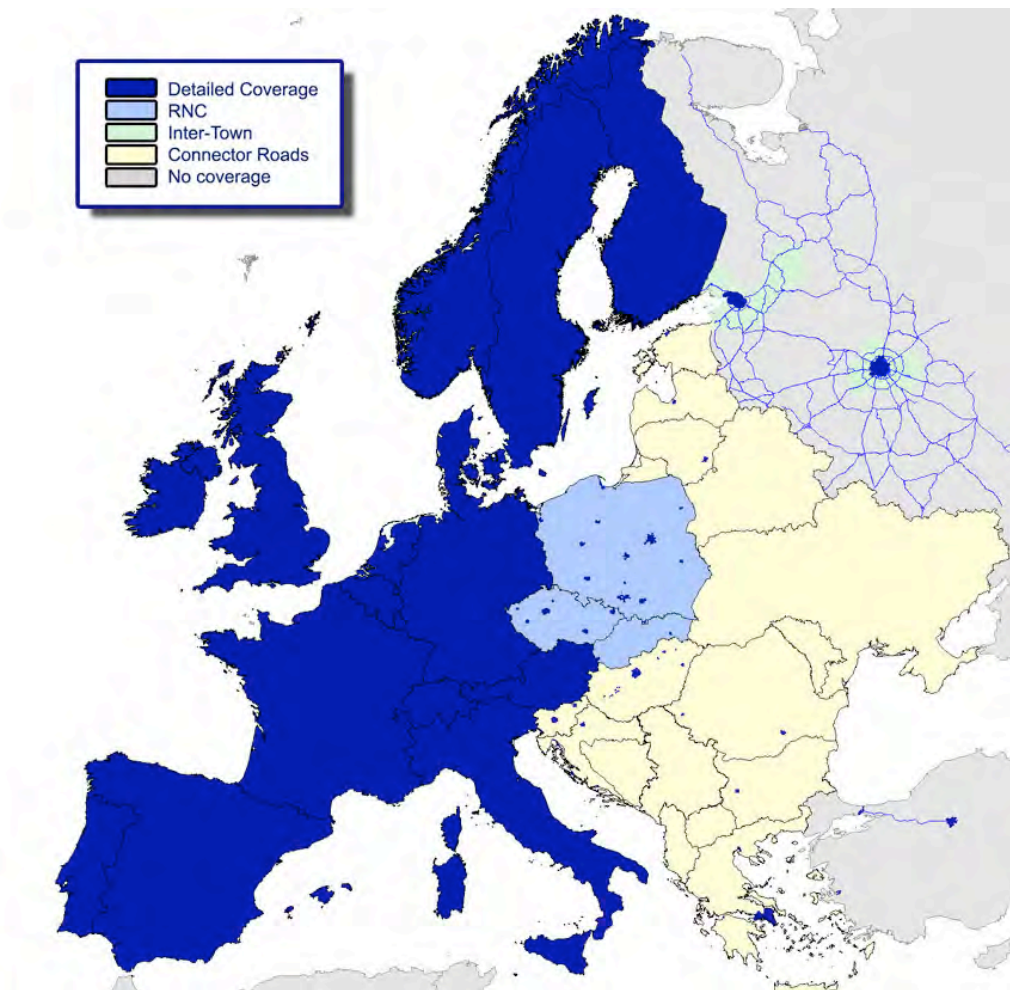 Detailed Coverage
RNC
Inter-Town
Connector Roads
No coverage